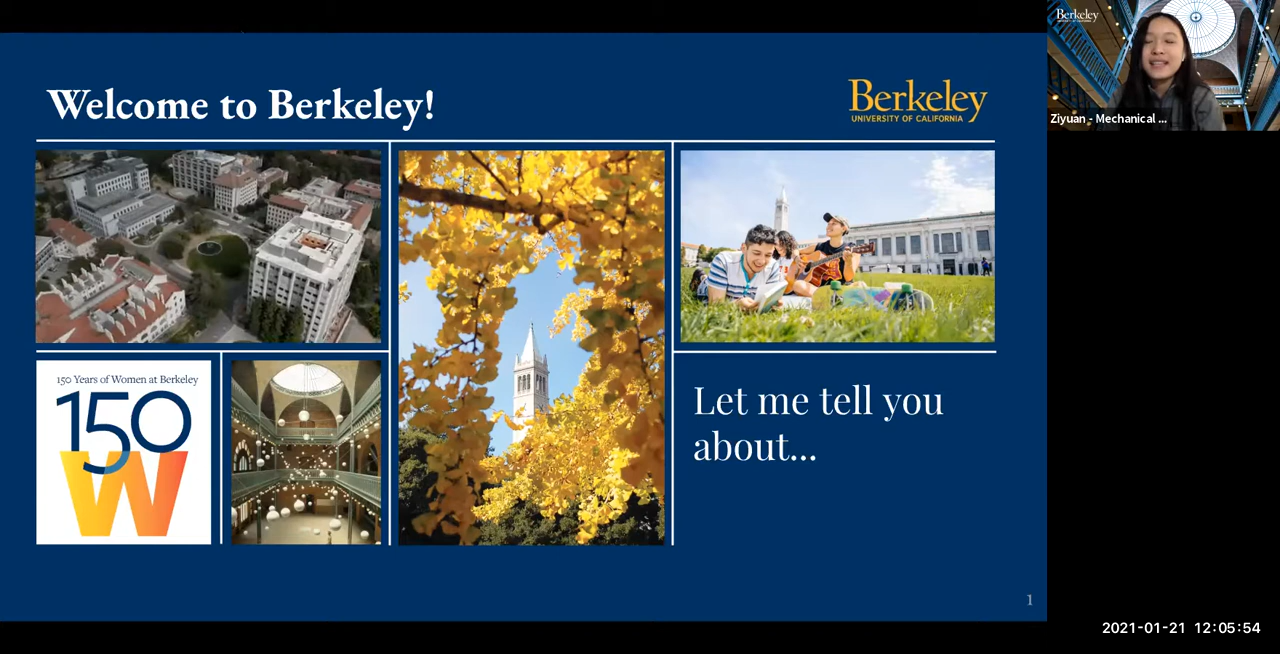 Welcome to Berkeley!
Berkeley
UNIVERSITY OF CALIFORNIA
150 Years of Women at Berkeley
150
W
Let me tell you
about...
1
Berkeley
Ziyuan - Mechanical ...
2021-01-21 12:05:54